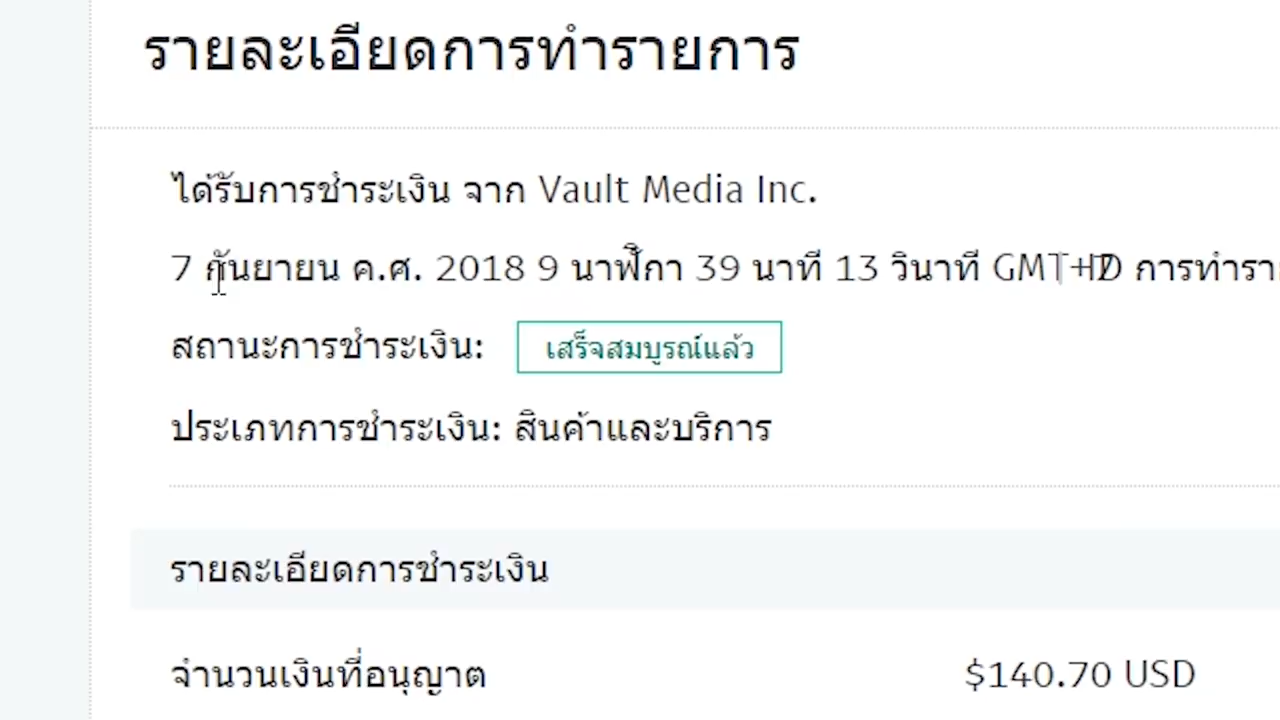 รายละเอียดการทำรายการ
ได้รับการชำระเงิน จาก Vault Media Inc.
7 กันยายน ค.ศ. 2018 9 นาฬิกา 39 นาที 13 วินาที
สถานะการชำระเงิน: เสร็จสมบูรณ์แล้ว
ประเภทการชำระเงิน: สินค้าและบริการ
รายละเอียดการชำระเงิน
จำนวนเงินที่อนุญาต $140.70 USD